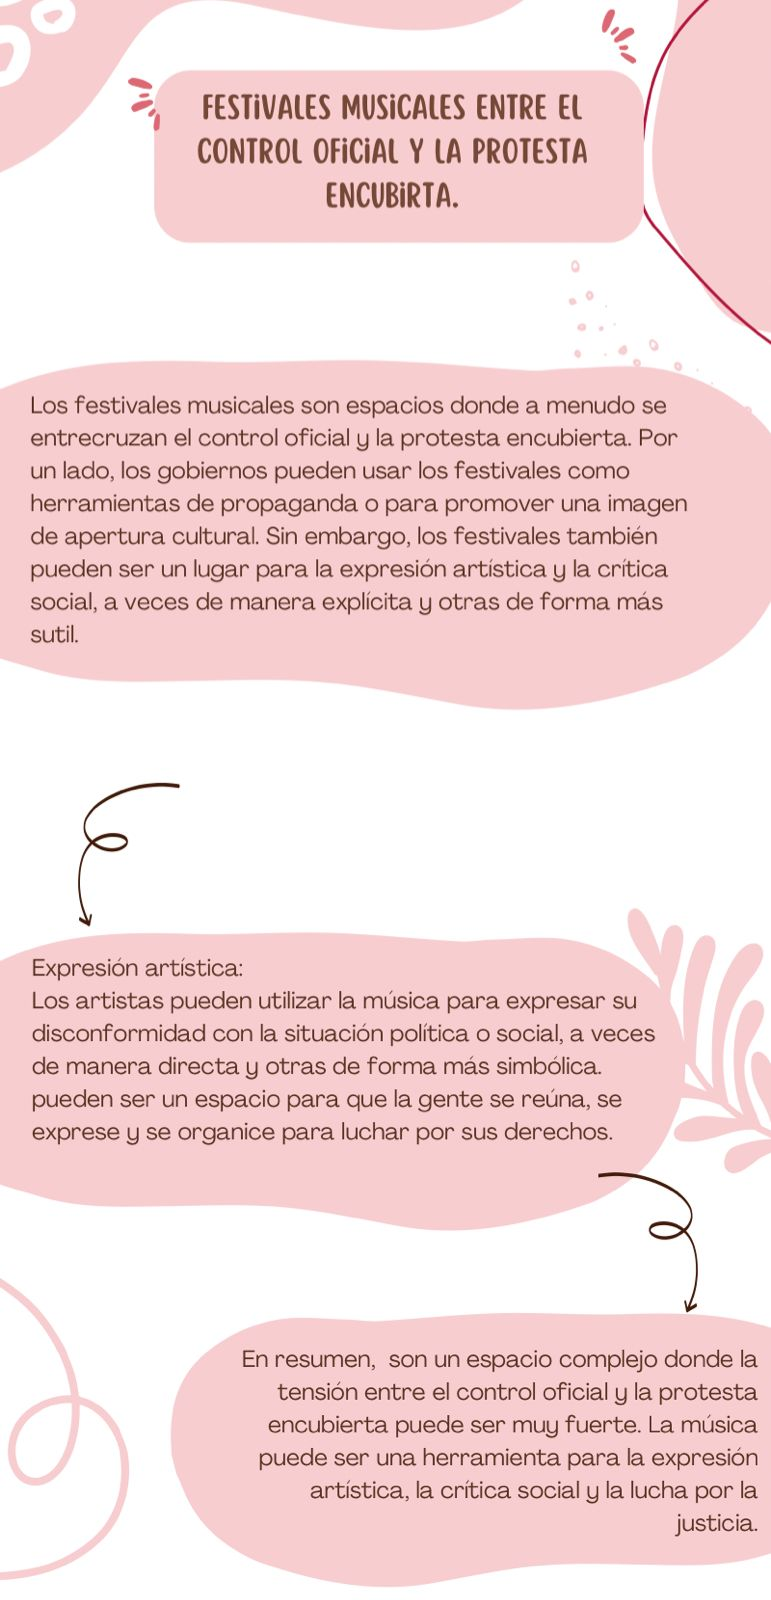 FESTiVALES MUSiCALES ENTRE EL
CONTROL OFiCiAL Y LA PROTESTA
ENCUBiRTA.
Los festivales musicales son espacios donde a menudo se
entrecruzan el control oficial y la protesta encubierta. Por
un lado, los gobiernos pueden usar los festivales como
herramientas de propaganda o para promover una imagen
de apertura cultural. Sin embargo, los festivales también
pueden ser un lugar para la expresión artística y la crítica
social, a veces de manera explícita y otras de forma más
sutil.
Expresión artística:
Los artistas pueden utilizar la música para expresar su
disconformidad con la situación política o social, a veces
de manera directa y otras de forma más simbólica.
pueden ser un espacio para que la gente se reúna, se
exprese y se organice para luchar por sus derechos.
En resumen,  son un espacio complejo donde la
tensión entre el control oficial y la protesta
encubierta puede ser muy fuerte. La música
puede ser una herramienta para la expresión
artística, la crítica social y la lucha por la
justicia.